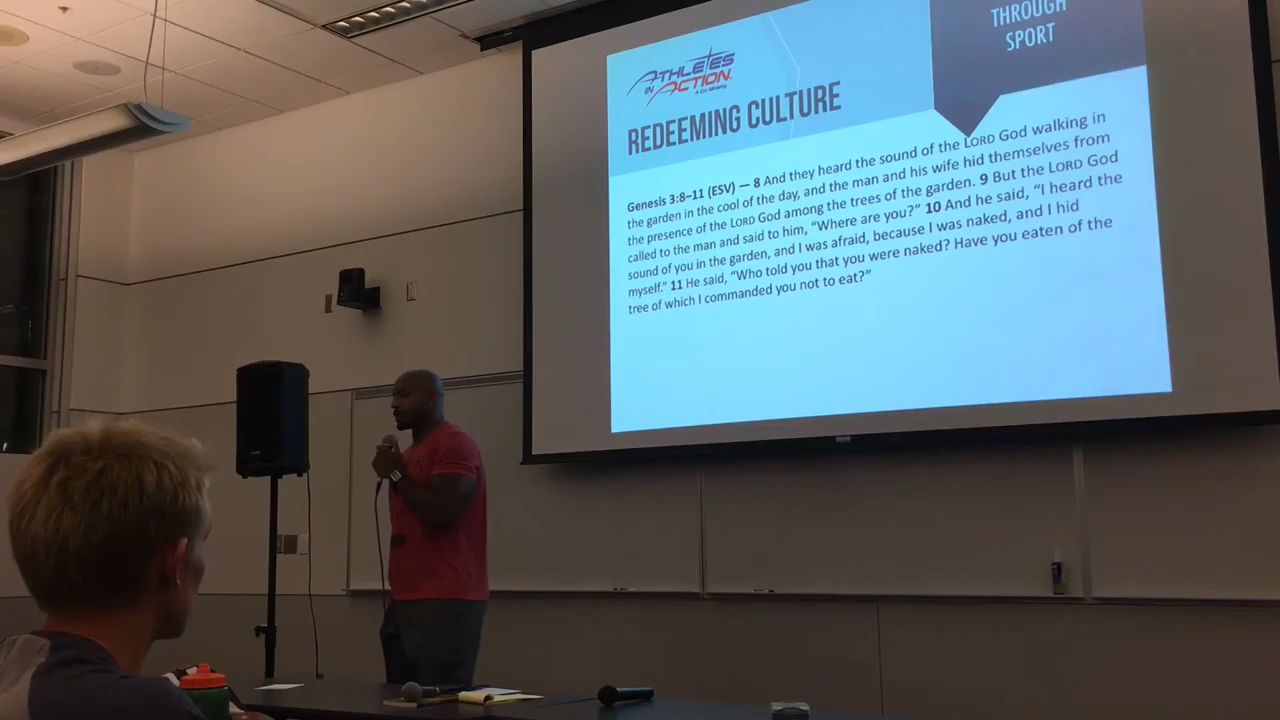 THROUGH
SPORT
ATHLETES
IN ACTION
REDEEMING CULTURE
Genesis 3:8–11 (ESV) — 8 And they heard the sound of the LORD God walking in
the garden in the cool of the day, and the man and his wife hid themselves from
the presence of the LORD God among the trees of the garden. 9 But the LORD God
called to the man and said to him, “Where are you?” 10 And he said, “I heard the
sound of you in the garden, and I was afraid, because I was naked, and I hid
myself.” 11 He said, “Who told you that you were naked? Have you eaten of the
tree of which I commanded you not to eat?”